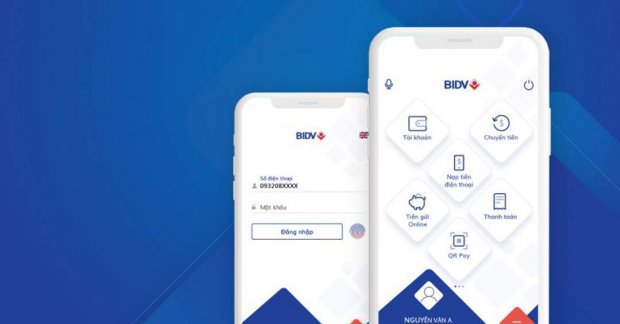 BIDV
Số điện thoại
093208XXXX
Mật khẩu
Đăng nhập
BIDV
Tài khoản
Chuyển tiền
Nạp tiền
điện thoại
Tiền gửi
Online
Thanh toán
QR Pay
NGUYỄN VĂN A